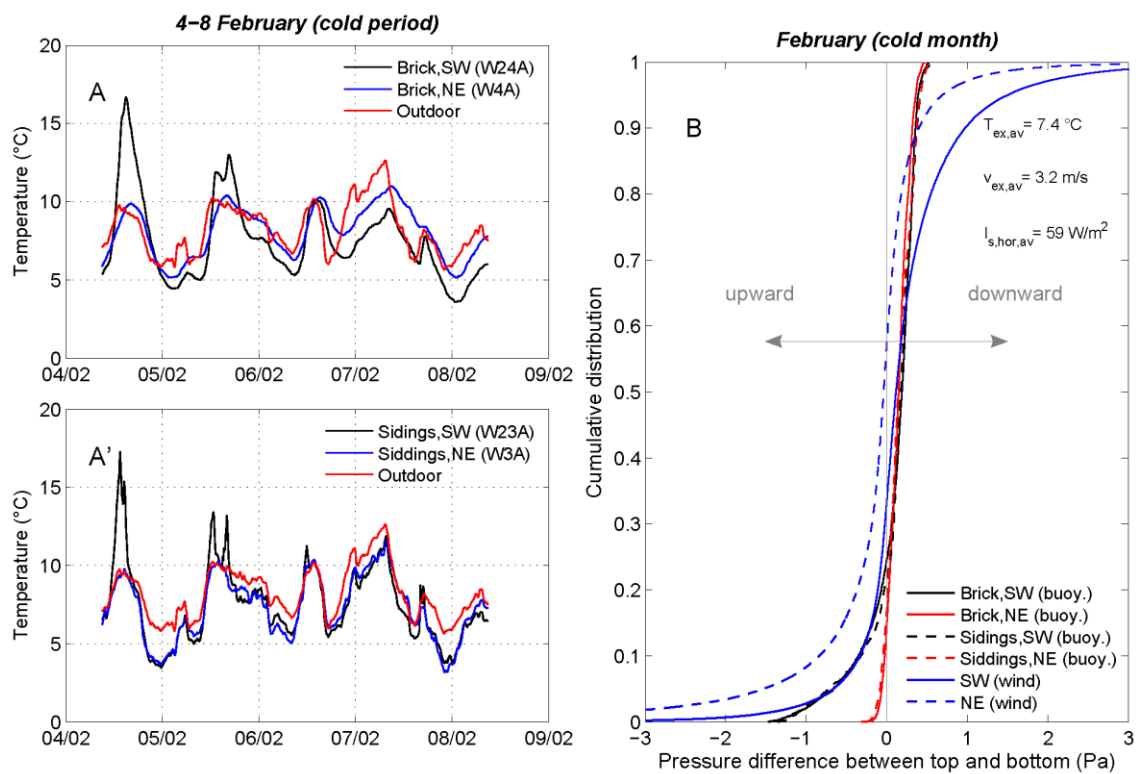 4−8 February (cold period)
20
15
10
5
0
Temperature (°C)
A
Brick,SW (W24A)
Brick,NE (W4A)
Outdoor
04/02 05/02 06/02 07/02 08/02 09/02
20
15
10
5
0
Temperature (°C)
A'
Sidings,SW (W23A)
Siddings,NE (W3A)
Outdoor
04/02 05/02 06/02 07/02 08/02 09/02
February (cold month)
1
0.9
0.8
0.7
0.6
0.5
0.4
0.3
0.2
0.1
0
Cumulative distribution
B
T_ex,av= 7.4 °C
v_ex,av= 3.2 m/s
I_s,hor,av= 59 W/m²
upward downward
Brick,SW (buoy.)
Brick,NE (buoy.)
Sidings,SW (buoy.)
Siddings,NE (buoy.)
SW (wind)
NE (wind)
−3 −2 −1 0 1 2 3
Pressure difference between top and bottom (Pa)